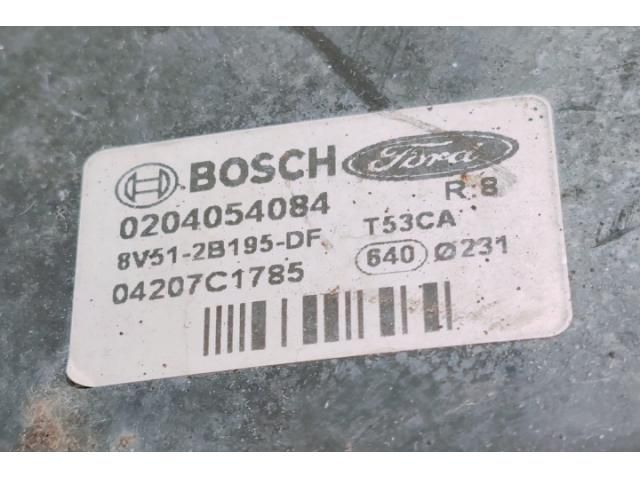 BOSCH Ford
R 8
0204054084
T53CA
8V51-2B195-DF
640 Ø231
04207C1785